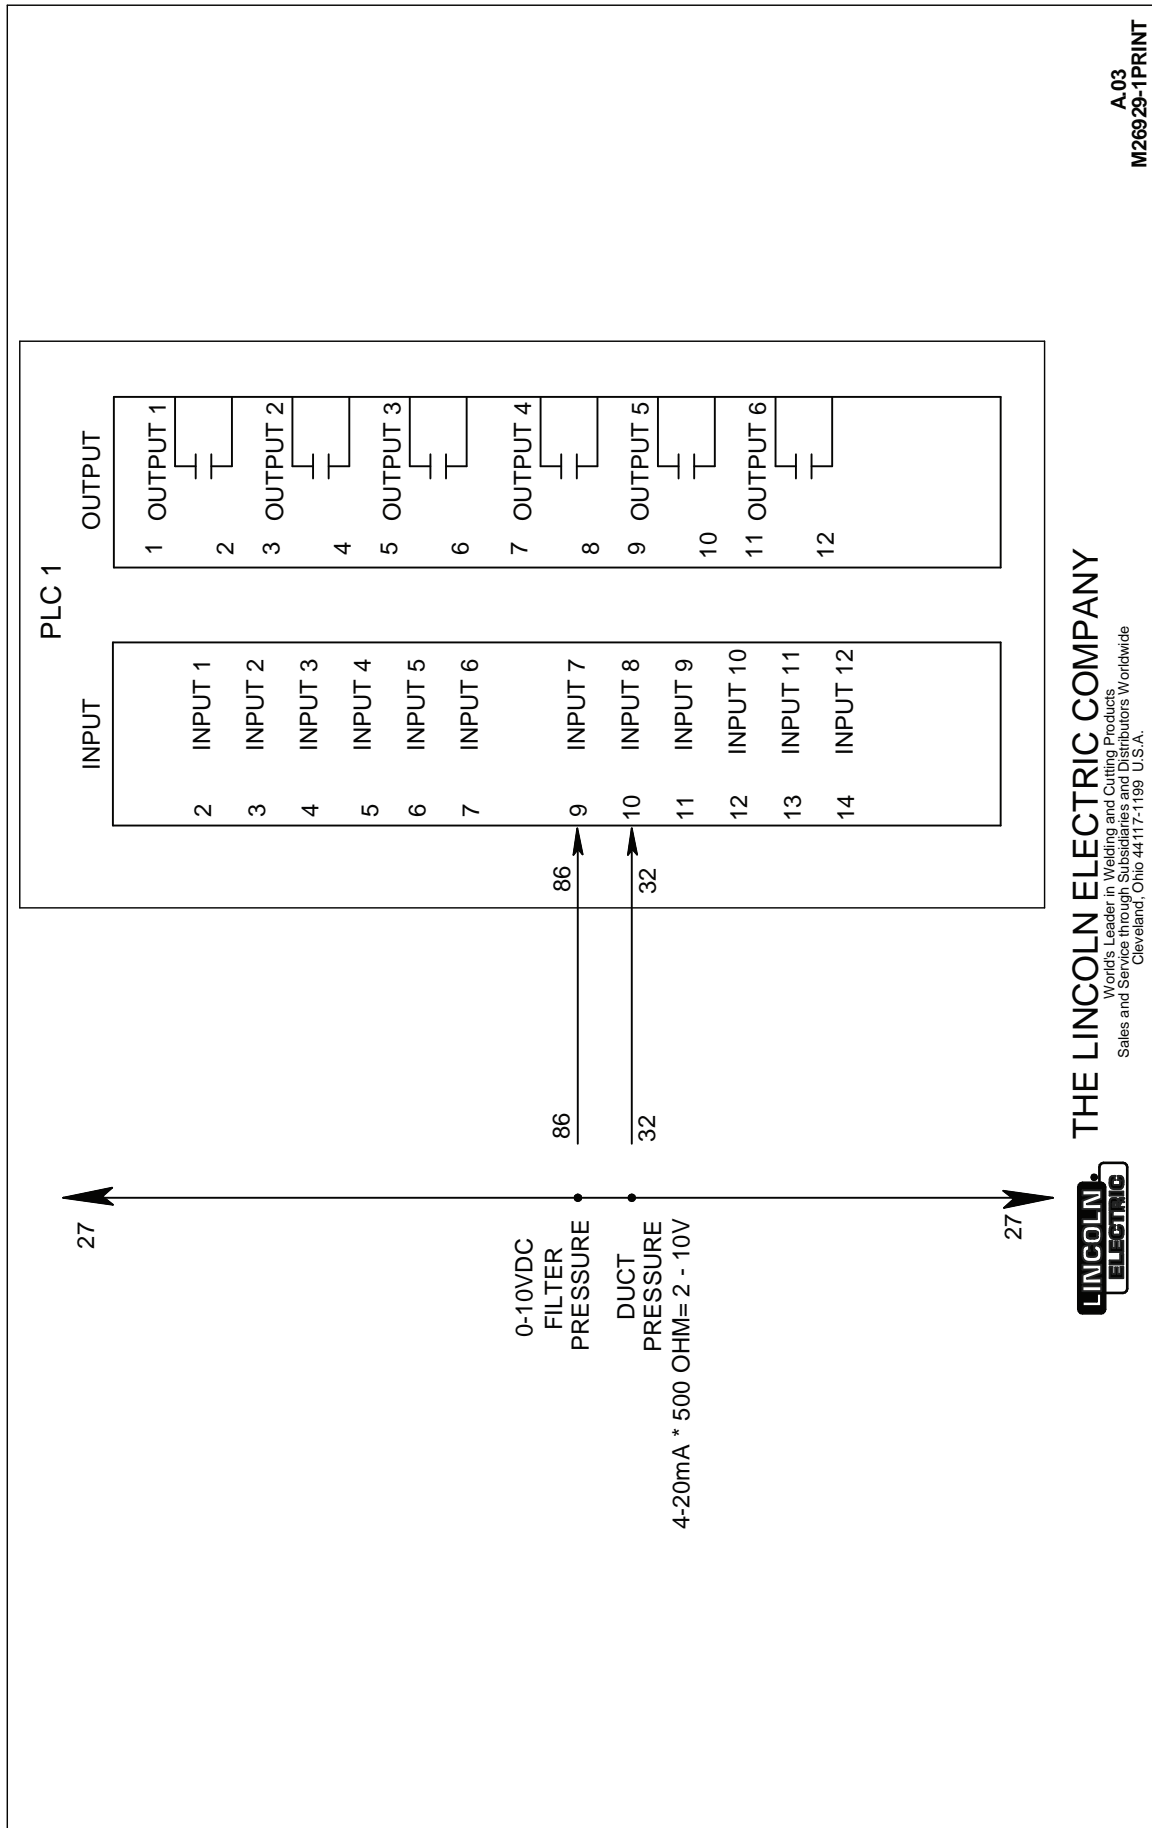 PLC 1
INPUT
OUTPUT
2 INPUT 1
3 INPUT 2
4 INPUT 3
5 INPUT 4
6 INPUT 5
7 INPUT 6
9 INPUT 7
10 INPUT 8
11 INPUT 9
12 INPUT 10
13 INPUT 11
14 INPUT 12
1 OUTPUT 1
2
3 OUTPUT 2
4
5 OUTPUT 3
6
7 OUTPUT 4
8
9 OUTPUT 5
10
11 OUTPUT 6
12
27
0-10VDC
FILTER
PRESSURE
86 86
DUCT
PRESSURE
32 32
4-20mA * 500 OHM= 2 - 10V
27
LINCOLN
ELECTRIC
THE LINCOLN ELECTRIC COMPANY
World's Leader in Welding and Cutting Products
Sales and Service through Subsidiaries and Distributors Worldwide
Cleveland, Ohio 44117-1199 U.S.A.
A.03
M26929-1PRINT